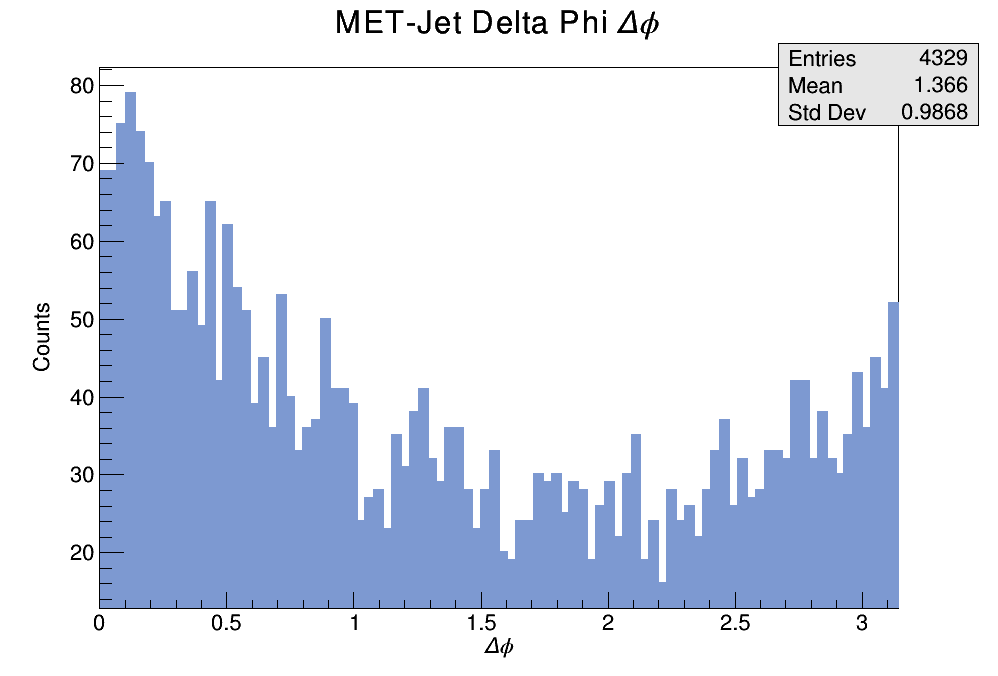 MET-Jet Delta Phi Δϕ
Entries 4329
Mean 1.366
Std Dev 0.9868
80
70
60
50
40
30
20
Counts
0 0.5 1 1.5 2 2.5 3
Δϕ